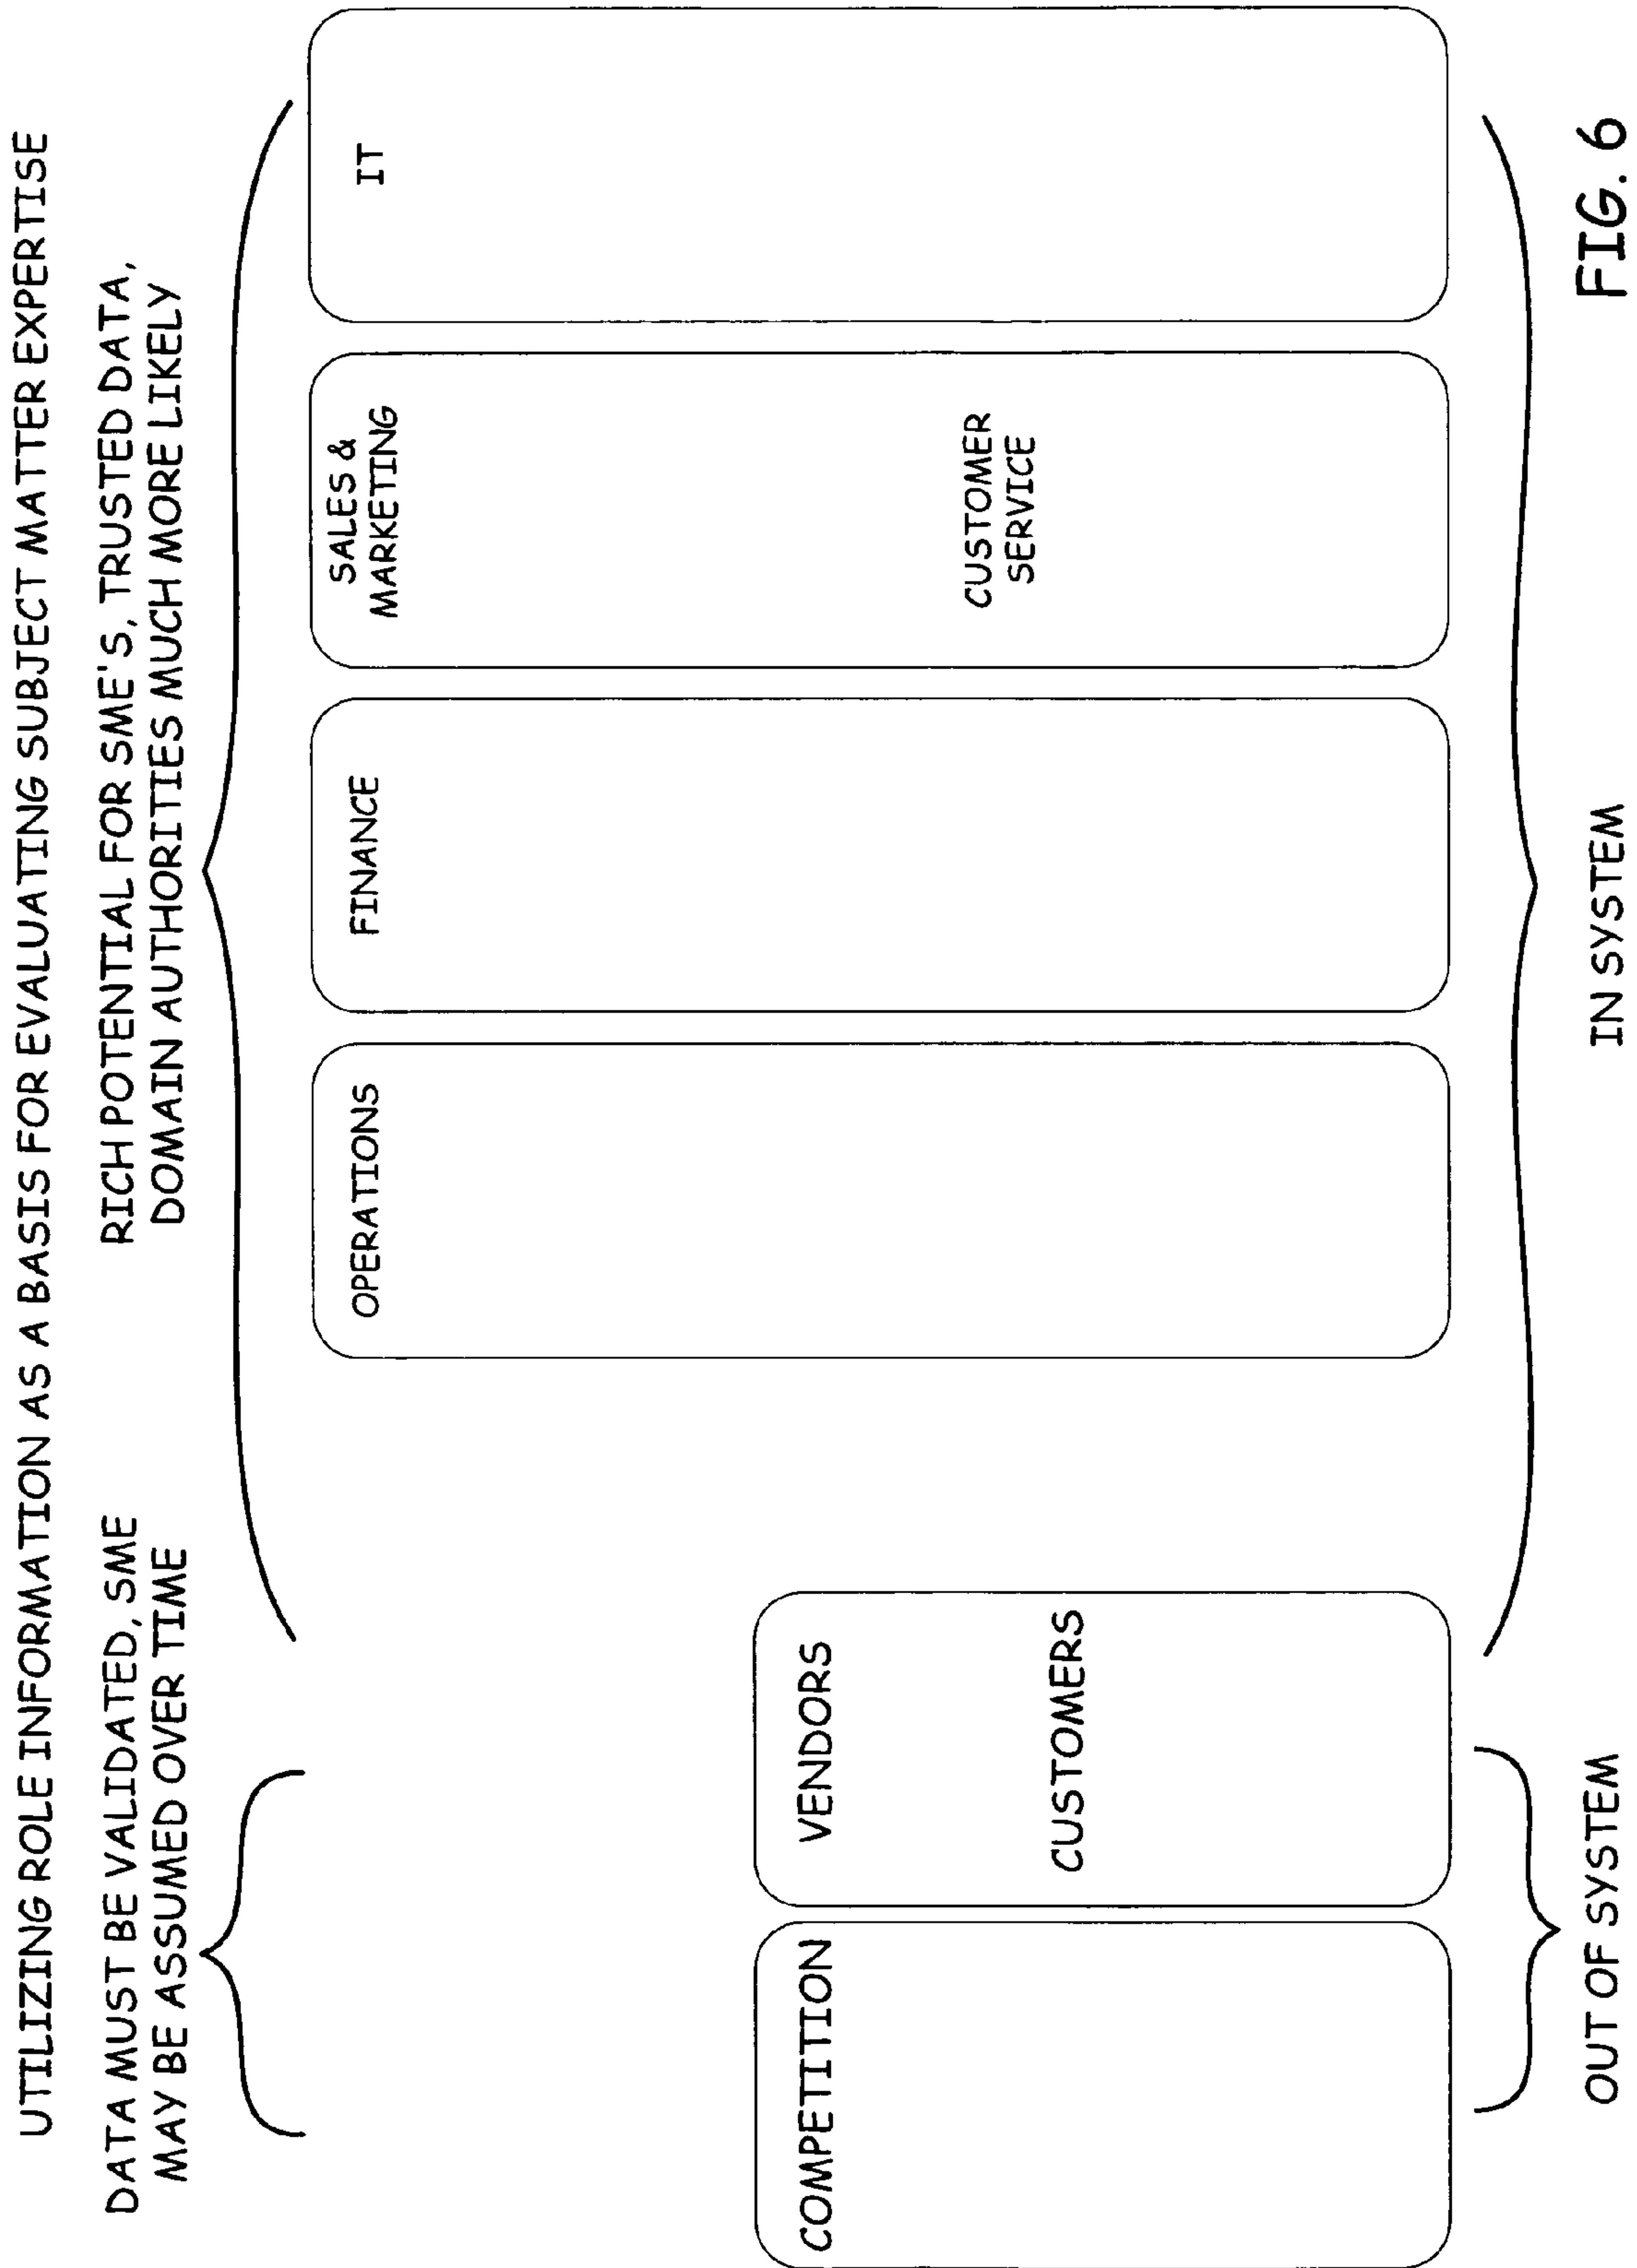 UTILIZING ROLE INFORMATION AS A BASIS FOR EVALUATING SUBJECT MATTER EXPERTISE
DATA MUST BE VALIDATED, SME
MAY BE ASSUMED OVER TIME
RICH POTENTIAL FOR SME'S, TRUSTED DATA,
DOMAIN AUTHORITIES MUCH MORE LIKELY
COMPETITION
VENDORS
CUSTOMERS
OPERATIONS
FINANCE
SALES &
MARKETING
CUSTOMER
SERVICE
IT
OUT OF SYSTEM
IN SYSTEM
FIG. 6